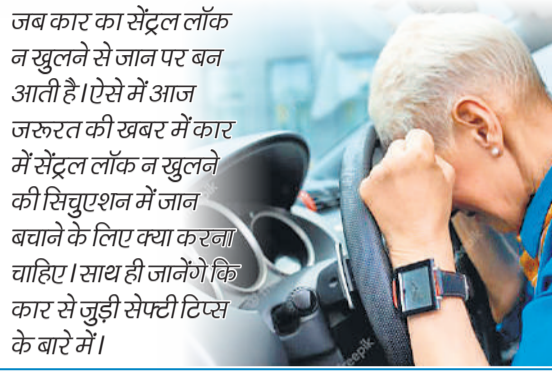 जब कार का सेंट्रल लॉक
न खुलने से जान पर बन
आती है।ऐसे में आज
जरूरत की खबर में कार
में सेंट्रल लॉक न खुलने
की सिचुएशन में जान
बचाने के लिए क्या करना
चाहिए।साथ ही जानेंगे कि
कार से जुड़ी सेफ्टी टिप्स
के बारे में।